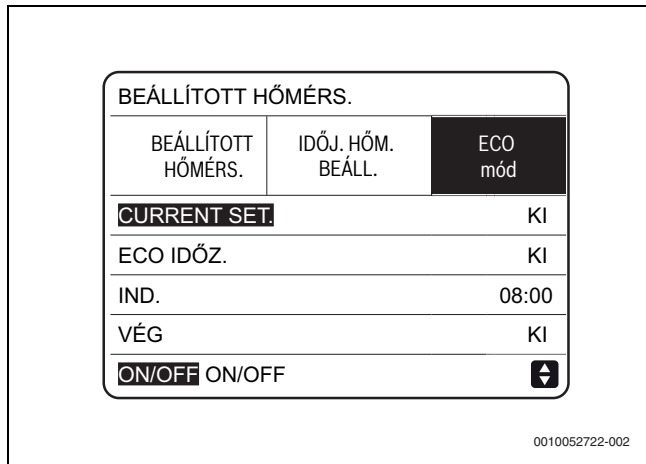 BEÁLLÍTOTT HŐMÉRS.
BEÁLLÍTOTT HŐMÉRS.
IDŐJ. HŐM. BEÁLL.
ECO mód
CURRENT SET. KI
ECO IDŐZ. KI
IND. 08:00
VÉG KI
ON/OFF ON/OFF
0010052722-002